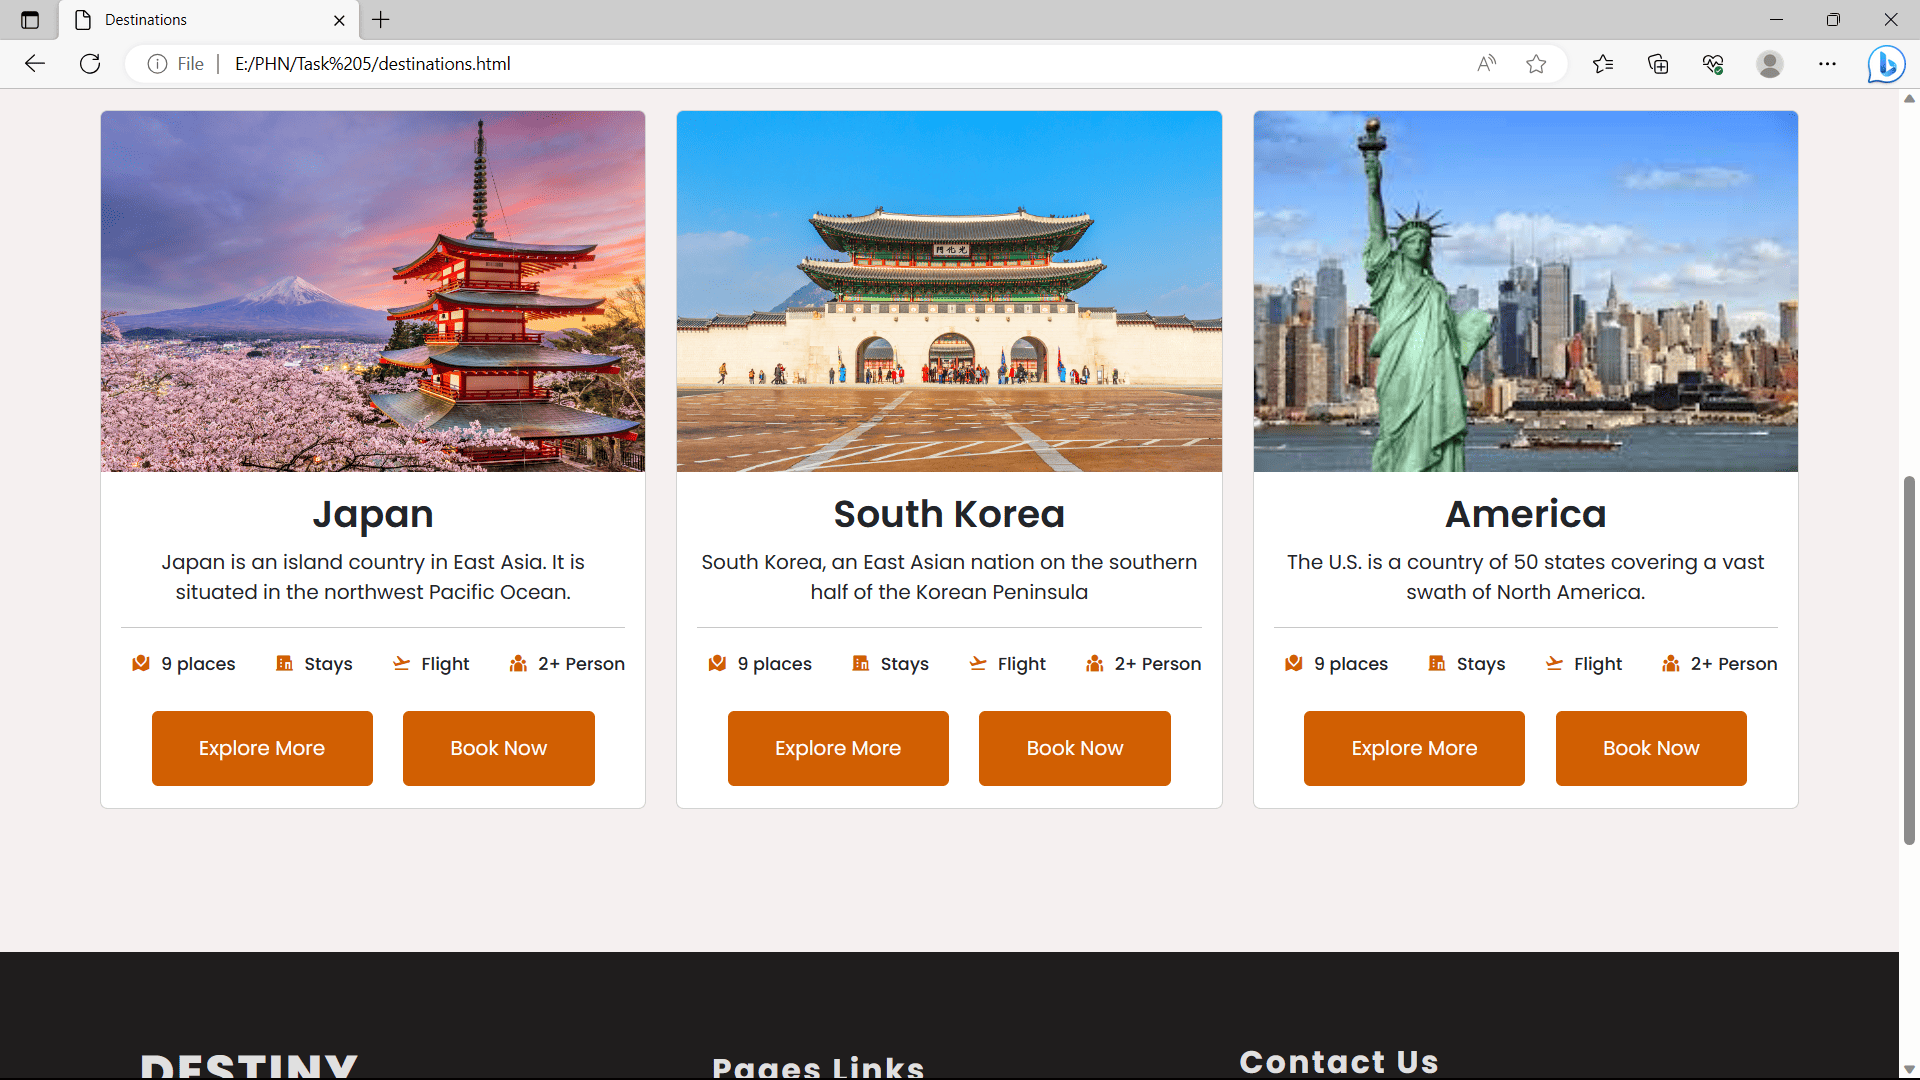 Destinations
File
E:/PHN/Task%205/destinations.html
門化光
Japan
Japan is an island country in East Asia. It is
situated in the northwest Pacific Ocean.
9 places
Stays
Flight
2+ Person
Explore More
Book Now
South Korea
South Korea, an East Asian nation on the southern
half of the Korean Peninsula
9 places
Stays
Flight
2+ Person
Explore More
Book Now
America
The U.S. is a country of 50 states covering a vast
swath of North America.
9 places
Stays
Flight
2+ Person
Explore More
Book Now
DESTINY
Pages Links
Contact Us